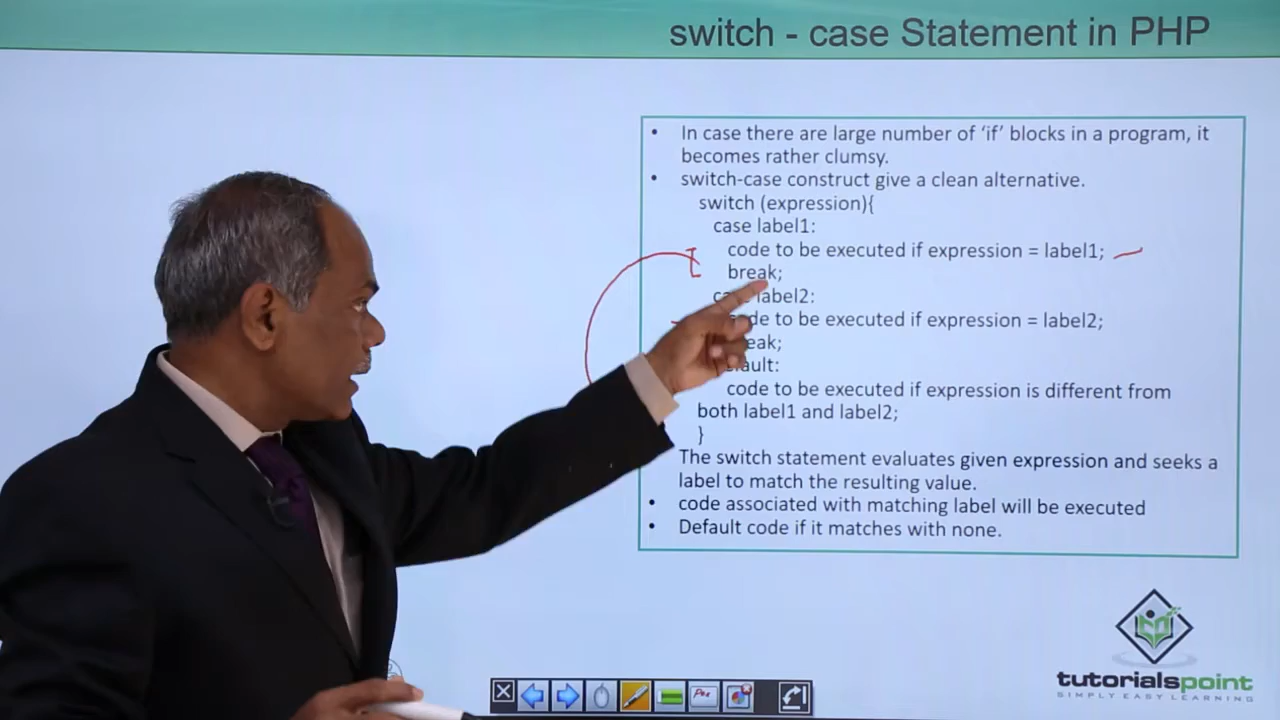 switch - case Statement in PHP
• In case there are large number of ‘if’ blocks in a program, it
becomes rather clumsy.
• switch-case construct give a clean alternative.
switch (expression){
case label1:
code to be executed if expression = label1;
break;
label2:
to be executed if expression = label2;
code to be executed if expression is different from
both label1 and label2;
}
The switch statement evaluates given expression and seeks a
label to match the resulting value.
• code associated with matching label will be executed
• Default code if it matches with none.
tutorialspoint
SIMPLY EASY LEARNING